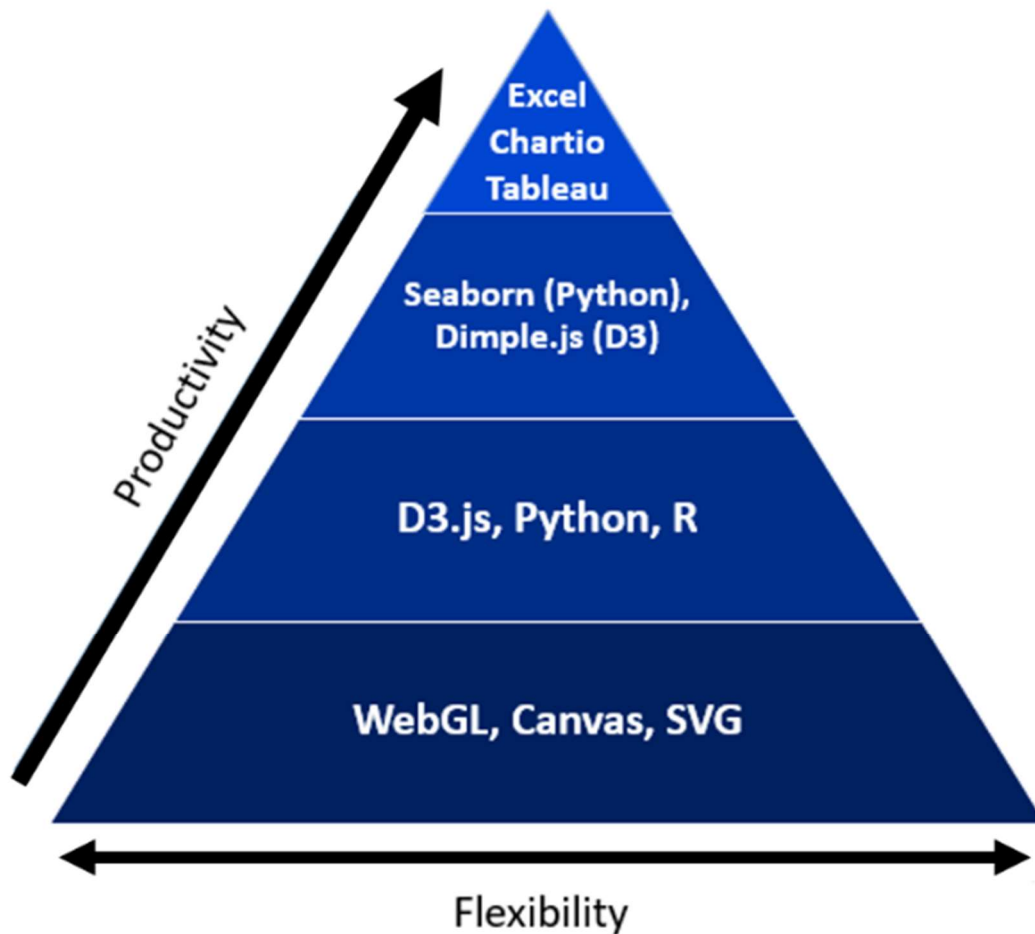 Excel
Chartio
Tableau
Seaborn (Python),
Dimple.js (D3)
Productivity
D3.js, Python, R
WebGL, Canvas, SVG
Flexibility